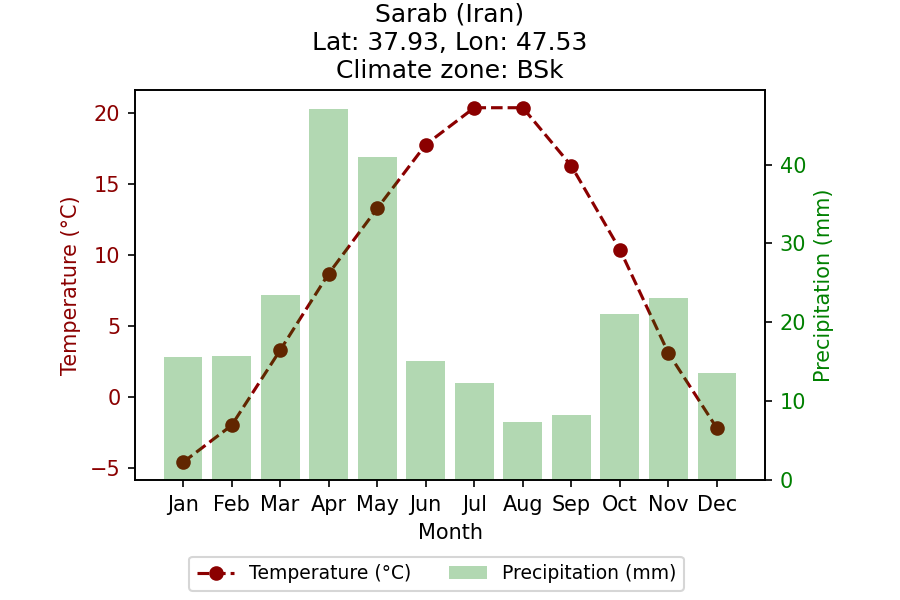 Sarab (Iran)
Lat: 37.93, Lon: 47.53
Climate zone: BSk
20
15
10
5
0
−5
Temperature (°C)
40
30
20
10
0
Precipitation (mm)
Jan Feb Mar Apr May Jun Jul Aug Sep Oct Nov Dec
Month
Temperature (°C) Precipitation (mm)